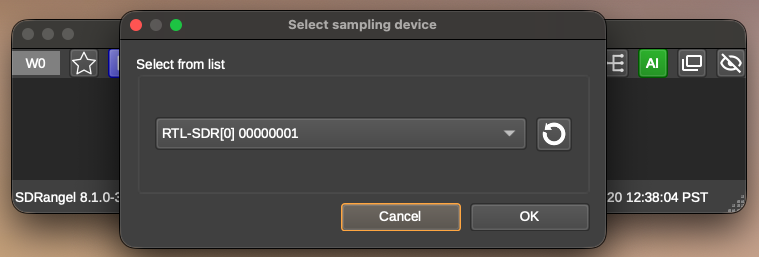 Select sampling device
W0
AI
Select from list
RTL-SDR[0] 00000001
SDRangel 8.1.0-3
20 12:38:04 PST
Cancel
OK